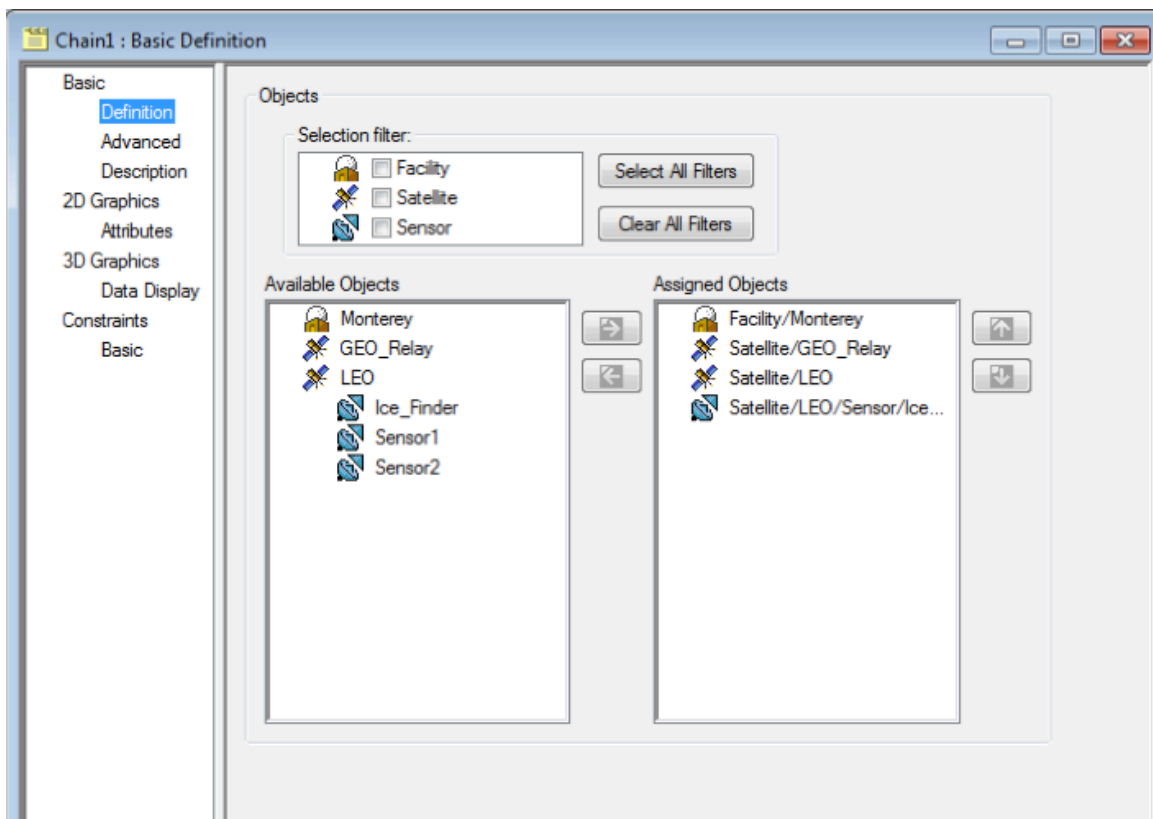 Chain1 : Basic Definition
Basic
Definition
Advanced
Description
2D Graphics
Attributes
3D Graphics
Data Display
Constraints
Basic
Objects
Selection filter:
Facility
Satellite
Sensor
Select All Filters
Clear All Filters
Available Objects
Monterey
GEO_Relay
LEO
Ice_Finder
Sensor1
Sensor2
Assigned Objects
Facility/Monterey
Satellite/GEO_Relay
Satellite/LEO
Satellite/LEO/Sensor/Ice...